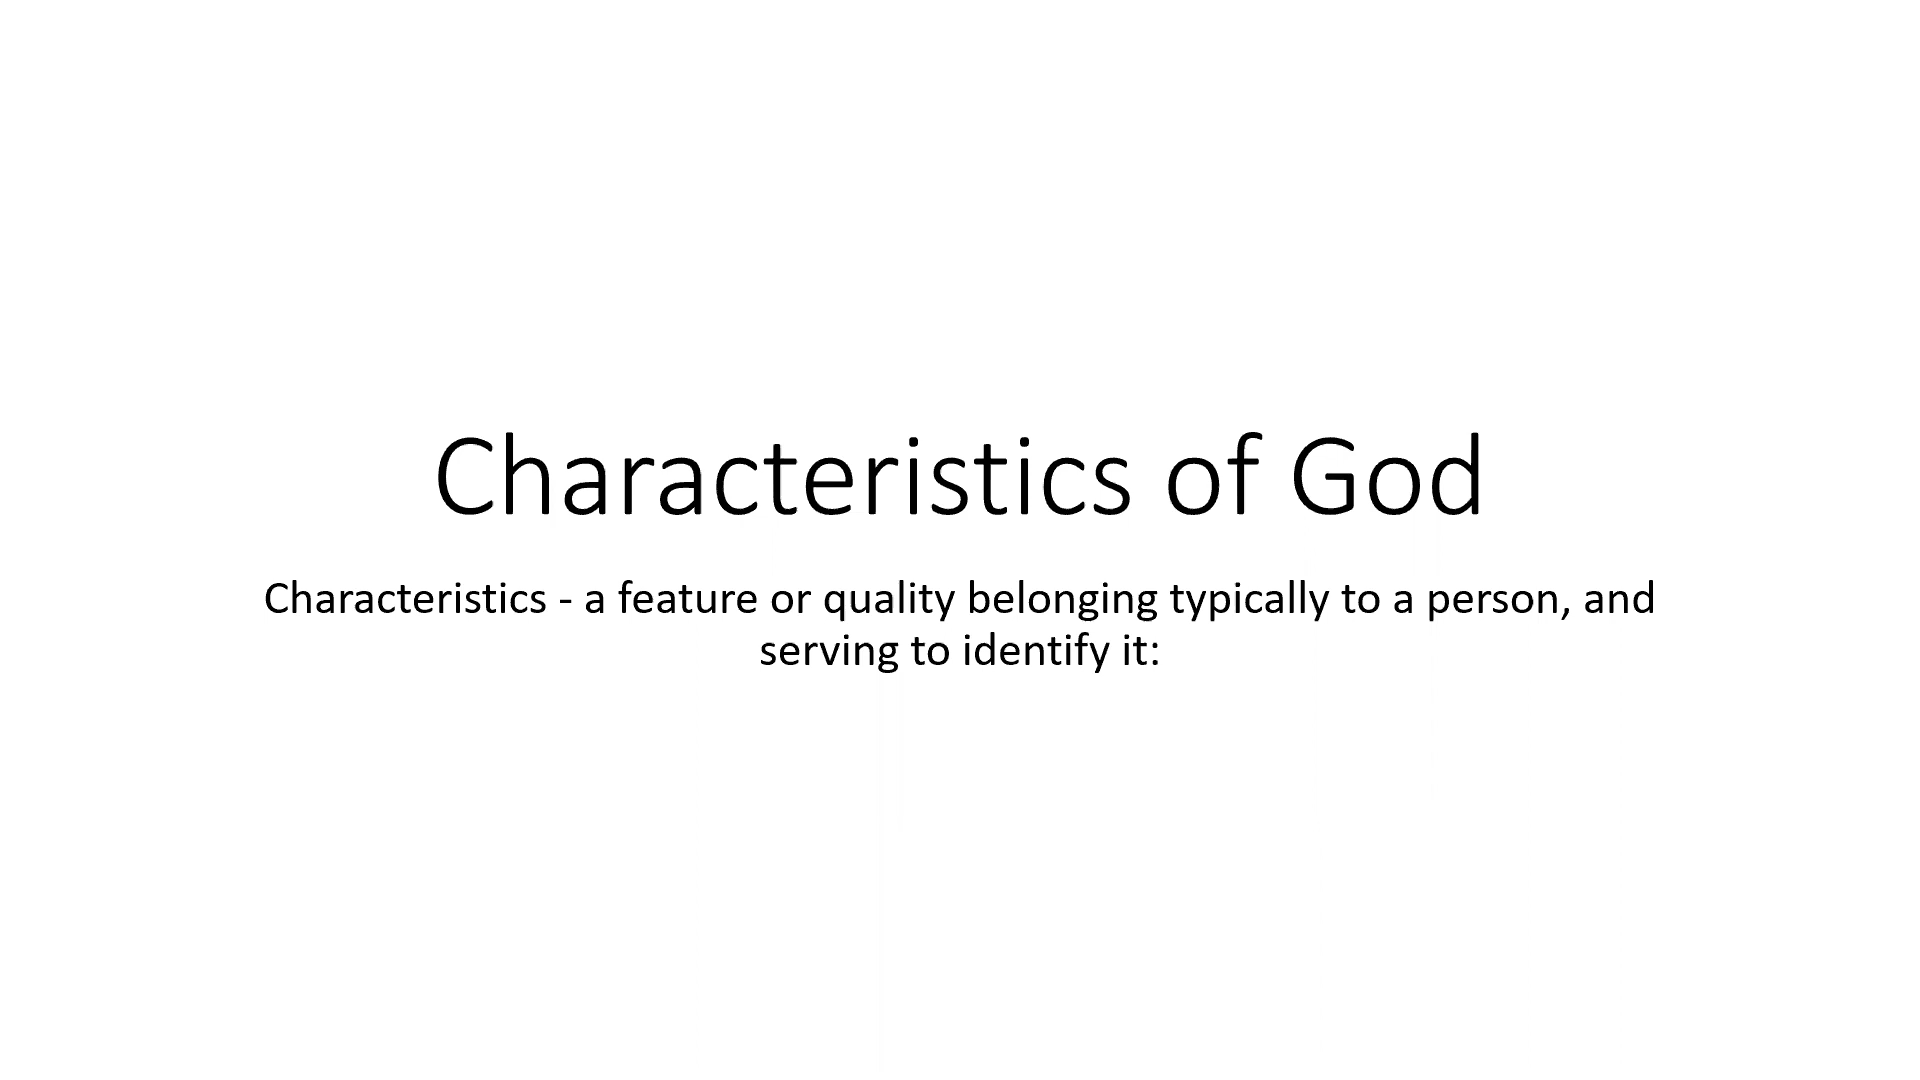 Characteristics of God
Characteristics - a feature or quality belonging typically to a person, and
serving to identify it: